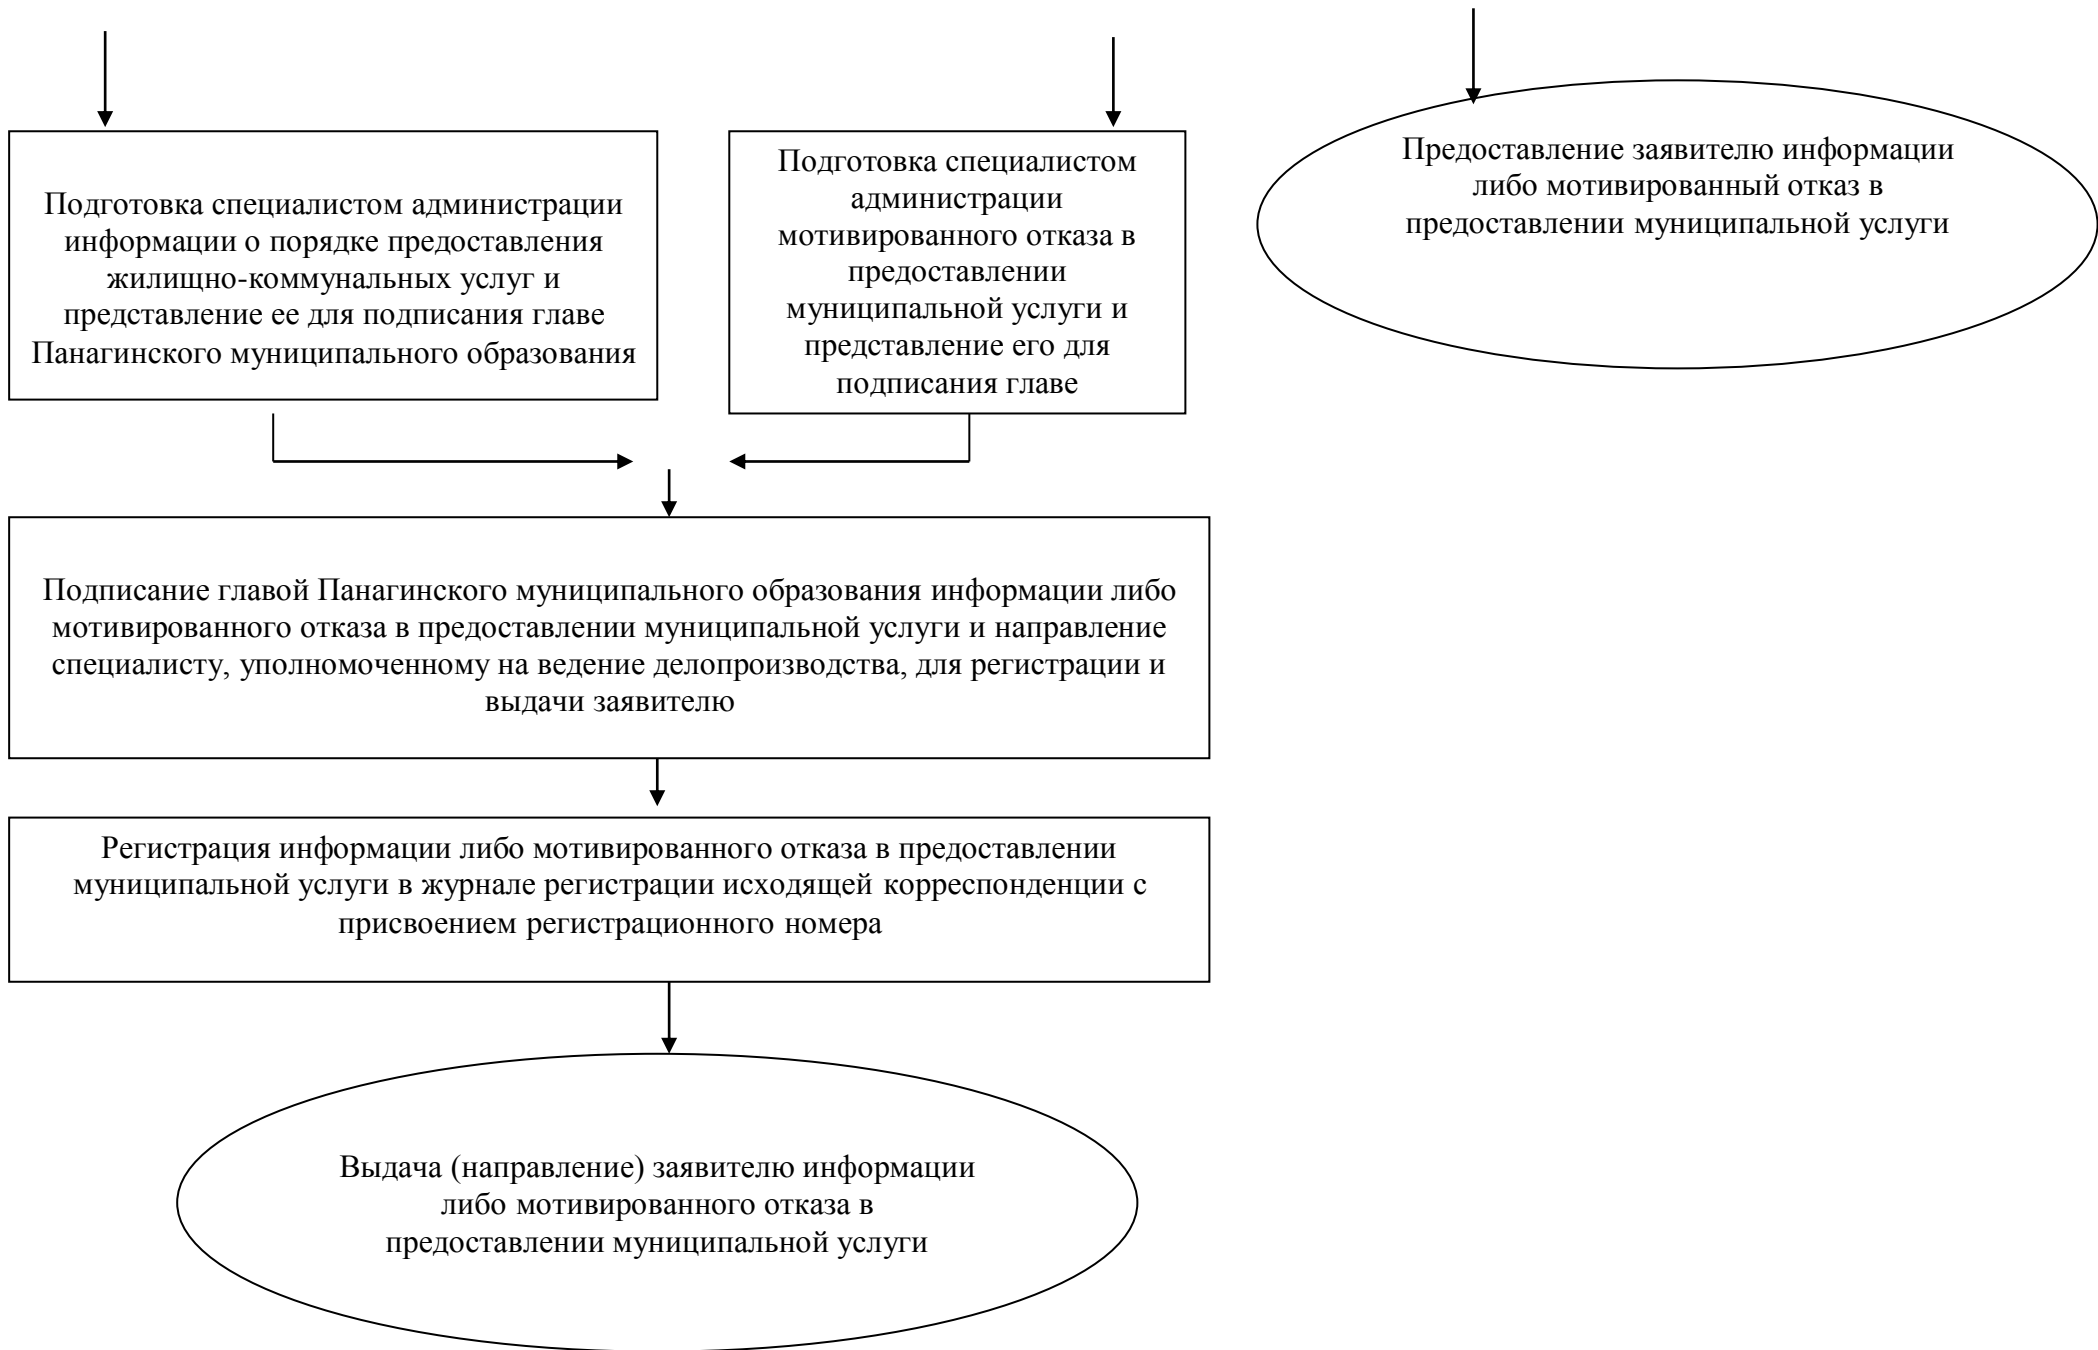 Подготовка специалистом администрации
информации о порядке предоставления
жилищно-коммунальных услуг и
представление ее для подписания главе
Панагинского муниципального образования
Подготовка специалистом
администрации
мотивированного отказа в
предоставлении
муниципальной услуги и
представление его для
подписания главе
Предоставление заявителю информации
либо мотивированный отказ в
предоставлении муниципальной услуги
Подписание главой Панагинского муниципального образования информации либо
мотивированного отказа в предоставлении муниципальной услуги и направление
специалисту, уполномоченному на ведение делопроизводства, для регистрации и
выдачи заявителю
Регистрация информации либо мотивированного отказа в предоставлении
муниципальной услуги в журнале регистрации исходящей корреспонденции с
присвоением регистрационного номера
Выдача (направление) заявителю информации
либо мотивированного отказа в
предоставлении муниципальной услуги